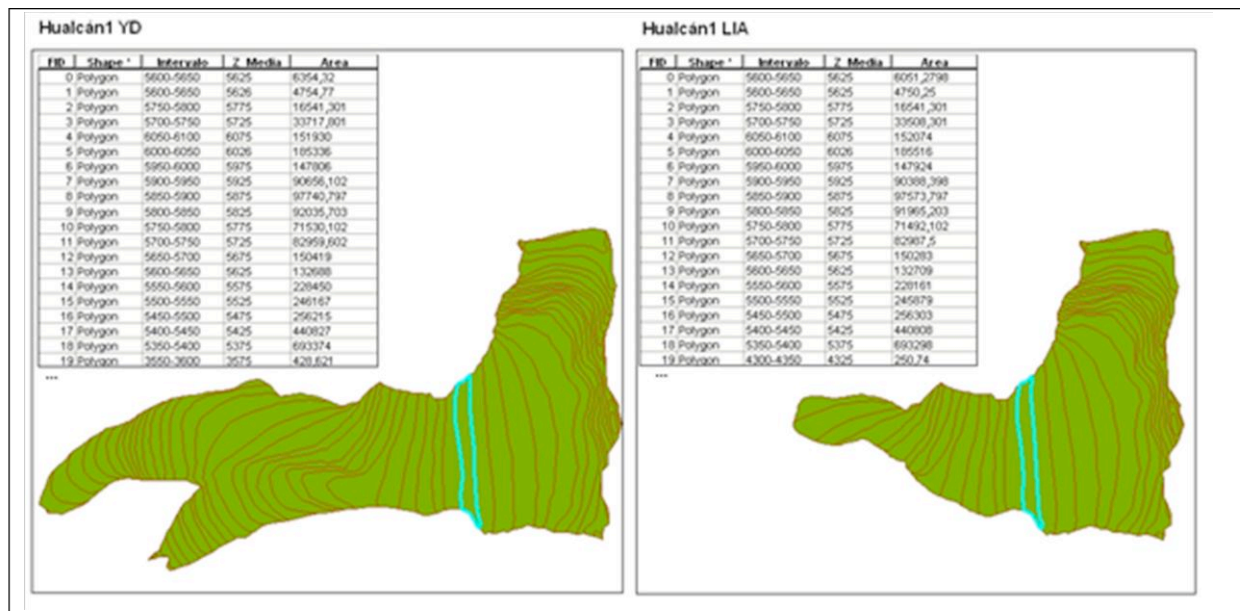 Hualcán1 YD
FID Shape * Intervalo Z_Media Area
0 Polygon 5600-5650 5625 6354,32
1 Polygon 5600-5650 5626 4754,77
2 Polygon 5750-5800 5775 16541,301
3 Polygon 5700-5750 5725 33717,801
4 Polygon 6050-6100 6075 151930
5 Polygon 6000-6050 6026 185336
6 Polygon 5950-6000 5975 147806
7 Polygon 5900-5950 5925 90656,102
8 Polygon 5850-5900 5875 97740,797
9 Polygon 5800-5850 5825 92035,703
10 Polygon 5750-5800 5775 71530,102
11 Polygon 5700-5750 5725 82959,602
12 Polygon 5650-5700 5675 150419
13 Polygon 5600-5650 5625 132688
14 Polygon 5550-5600 5575 228450
15 Polygon 5500-5550 5525 246167
16 Polygon 5450-5500 5475 256215
17 Polygon 5400-5450 5425 440827
18 Polygon 5350-5400 5375 693374
19 Polygon 3550-3600 3575 428,621
...
Hualcán1 LIA
FID Shape * Intervalo Z_Media Area
0 Polygon 5600-5650 5625 6051,2798
1 Polygon 5600-5650 5625 4750,25
2 Polygon 5750-5800 5775 16541,301
3 Polygon 5700-5750 5725 33508,301
4 Polygon 6050-6100 6075 152074
5 Polygon 6000-6050 6026 185516
6 Polygon 5950-6000 5975 147924
7 Polygon 5900-5950 5925 90388,398
8 Polygon 5850-5900 5875 97573,797
9 Polygon 5800-5850 5825 91965,203
10 Polygon 5750-5800 5775 71492,102
11 Polygon 5700-5750 5725 82987,5
12 Polygon 5650-5700 5675 150283
13 Polygon 5600-5650 5625 132709
14 Polygon 5550-5600 5575 228161
15 Polygon 5500-5550 5525 245879
16 Polygon 5450-5500 5475 256303
17 Polygon 5400-5450 5425 440808
18 Polygon 5350-5400 5375 693298
19 Polygon 4300-4350 4325 250,74
...